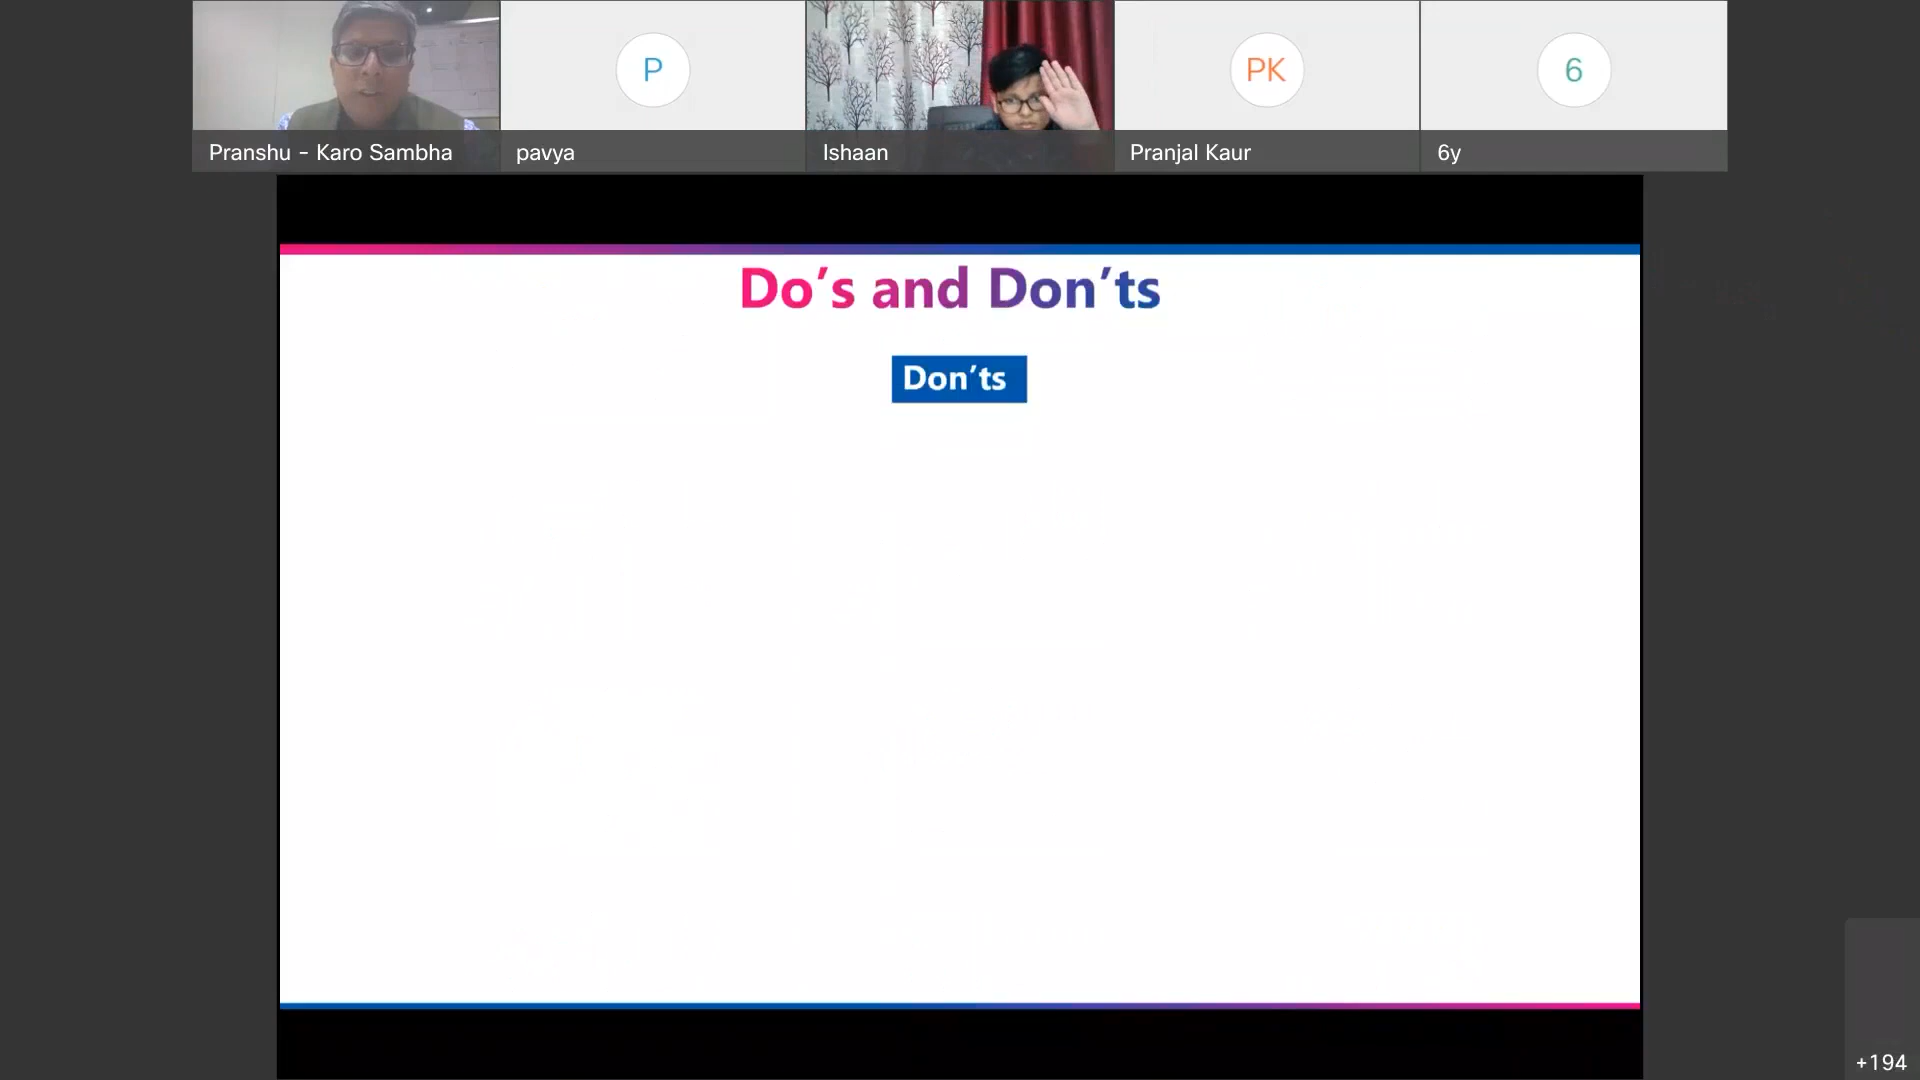 P
PK
6
Pranshu - Karo Sambha
pavya
Ishaan
Pranjal Kaur
6y
Do’s and Don’ts
Don’ts
+194